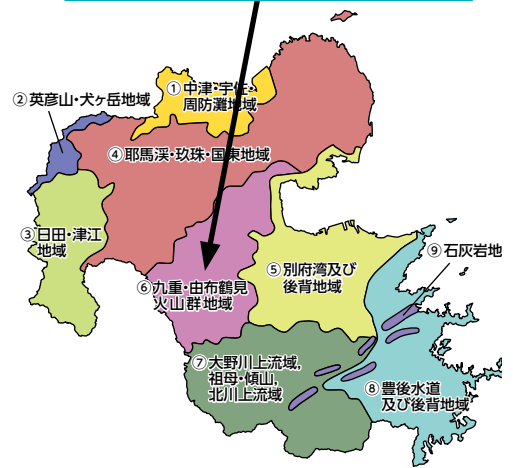 ①中津・宇佐・
周防灘地域
②英彦山・犬ヶ岳地域
④耶馬渓・玖珠・国東地域
③日田・津江
地域
⑨石灰岩地
⑤別府湾及び
後背地域
⑥九重・由布鶴見
火山群地域
⑦大野川上流域,
祖母・傾山,
北川上流域
⑧豊後水道
及び後背地域